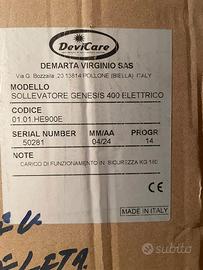 DeviCare
DEMARTA VIRGINIO SAS
Via G. Bozzalla, 20 13814 POLLONE (BIELLA) ITALY
MODELLO
SOLLEVATORE GENESIS 400 ELETTRICO
CODICE
01.01.HE900E
SERIAL NUMBER MM/AA PROGR
50281 04/24 14
NOTE
CARICO DI FUNZIONAMENTO IN SICUREZZA KG 180
CE
MADE IN ITALY
subito